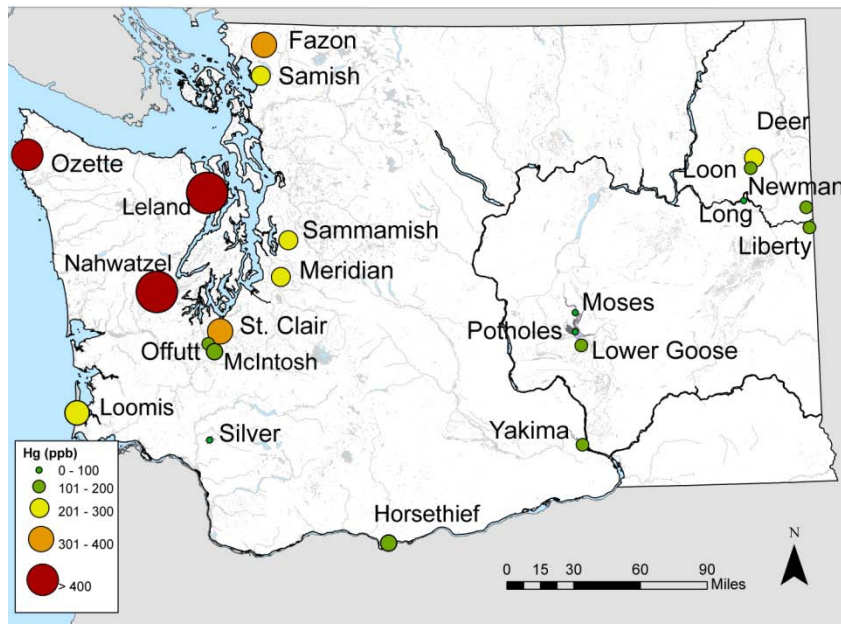 Fazon
Samish
Deer
Ozette
Loon
Newman
Leland
Long
Sammamish
Liberty
Nahwatzel
Meridian
Moses
St. Clair
Potholes
Offutt
Lower Goose
McIntosh
Loomis
Silver
Yakima
Hg (ppb)
0 - 100
101 - 200
201 - 300
301 - 400
> 400
Horsethief
N
0 15 30 60 90
Miles